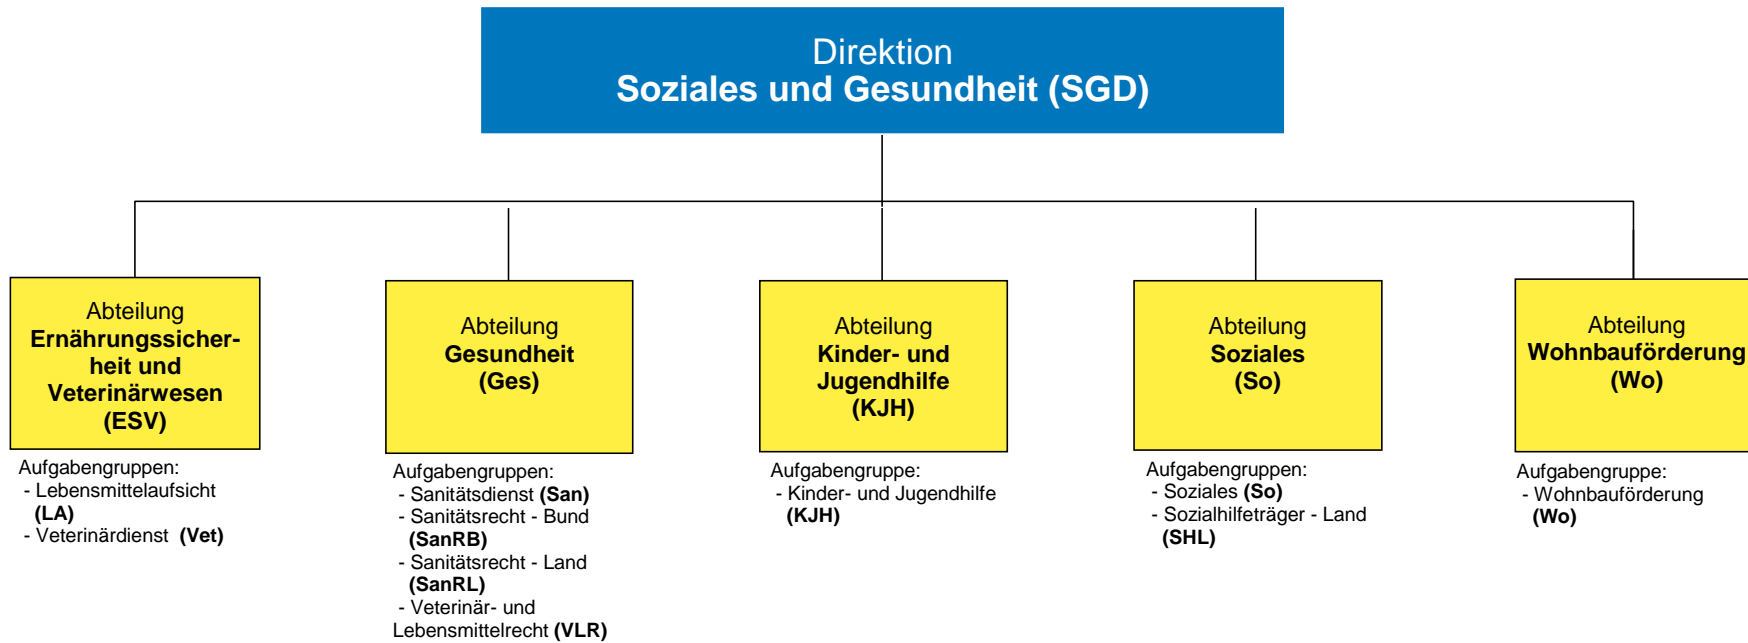 Direktion
Soziales und Gesundheit (SGD)
Abteilung
Ernährungssicher-
heit und
Veterinärwesen
(ESV)
Aufgabengruppen:
- Lebensmittelaufsicht
(LA)
- Veterinärdienst (Vet)
Abteilung
Gesundheit
(Ges)
Aufgabengruppen:
- Sanitätsdienst (San)
- Sanitätsrecht - Bund
(SanRB)
- Sanitätsrecht - Land
(SanRL)
- Veterinär- und
Lebensmittelrecht (VLR)
Abteilung
Kinder- und
Jugendhilfe
(KJH)
Aufgabengruppe:
- Kinder- und Jugendhilfe
(KJH)
Abteilung
Soziales
(So)
Aufgabengruppen:
- Soziales (So)
- Sozialhilfeträger - Land
(SHL)
Abteilung
Wohnbauförderung
(Wo)
Aufgabengruppe:
- Wohnbauförderung
(Wo)